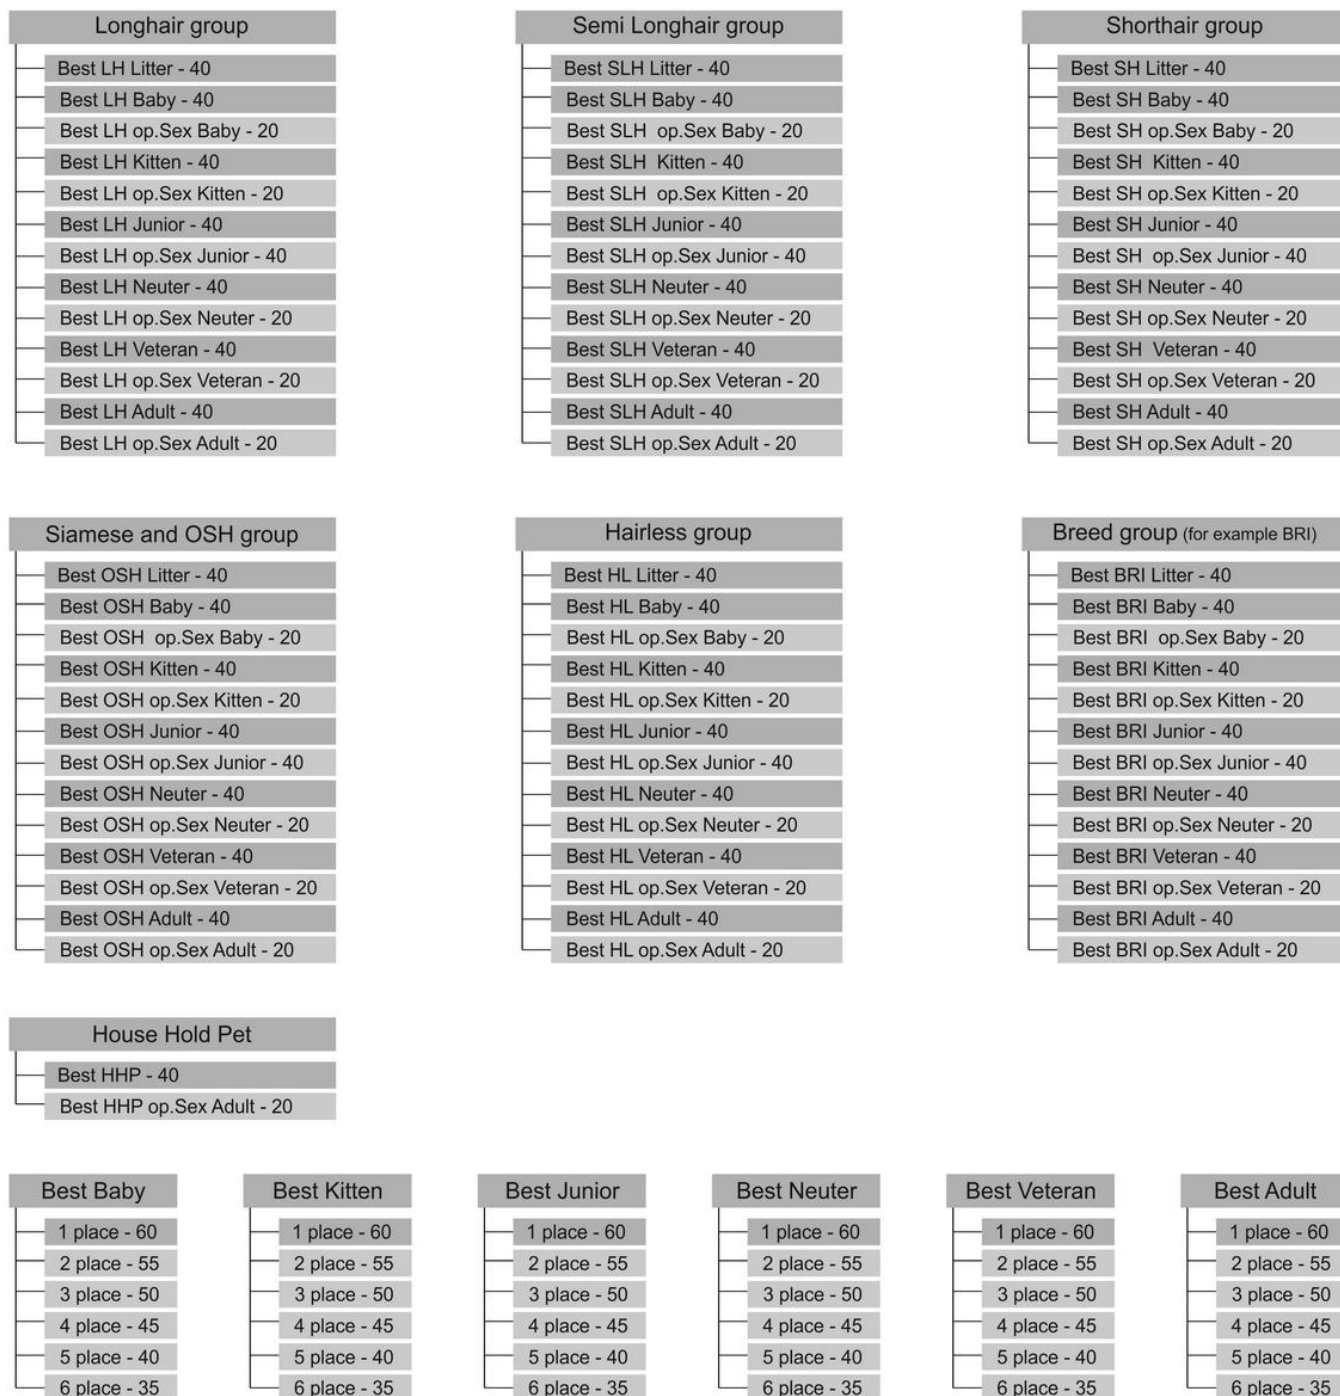 Longhair group
Best LH Litter - 40
Best LH Baby - 40
Best LH op.Sex Baby - 20
Best LH Kitten - 40
Best LH op.Sex Kitten - 20
Best LH Junior - 40
Best LH op.Sex Junior - 40
Best LH Neuter - 40
Best LH op.Sex Neuter - 20
Best LH Veteran - 40
Best LH op.Sex Veteran - 20
Best LH Adult - 40
Best LH op.Sex Adult - 20
Semi Longhair group
Best SLH Litter - 40
Best SLH Baby - 40
Best SLH op.Sex Baby - 20
Best SLH Kitten - 40
Best SLH op.Sex Kitten - 20
Best SLH Junior - 40
Best SLH op.Sex Junior - 40
Best SLH Neuter - 40
Best SLH op.Sex Neuter - 20
Best SLH Veteran - 40
Best SLH op.Sex Veteran - 20
Best SLH Adult - 40
Best SLH op.Sex Adult - 20
Shorthair group
Best SH Litter - 40
Best SH Baby - 40
Best SH op.Sex Baby - 20
Best SH Kitten - 40
Best SH op.Sex Kitten - 20
Best SH Junior - 40
Best SH op.Sex Junior - 40
Best SH Neuter - 40
Best SH op.Sex Neuter - 20
Best SH Veteran - 40
Best SH op.Sex Veteran - 20
Best SH Adult - 40
Best SH op.Sex Adult - 20
Siamese and OSH group
Best OSH Litter - 40
Best OSH Baby - 40
Best OSH op.Sex Baby - 20
Best OSH Kitten - 40
Best OSH op.Sex Kitten - 20
Best OSH Junior - 40
Best OSH op.Sex Junior - 40
Best OSH Neuter - 40
Best OSH op.Sex Neuter - 20
Best OSH Veteran - 40
Best OSH op.Sex Veteran - 20
Best OSH Adult - 40
Best OSH op.Sex Adult - 20
Hairless group
Best HL Litter - 40
Best HL Baby - 40
Best HL op.Sex Baby - 20
Best HL Kitten - 40
Best HL op.Sex Kitten - 20
Best HL Junior - 40
Best HL op.Sex Junior - 40
Best HL Neuter - 40
Best HL op.Sex Neuter - 20
Best HL Veteran - 40
Best HL op.Sex Veteran - 20
Best HL Adult - 40
Best HL op.Sex Adult - 20
Breed group (for example BRI)
Best BRI Litter - 40
Best BRI Baby - 40
Best BRI op.Sex Baby - 20
Best BRI Kitten - 40
Best BRI op.Sex Kitten - 20
Best BRI Junior - 40
Best BRI op.Sex Junior - 40
Best BRI Neuter - 40
Best BRI op.Sex Neuter - 20
Best BRI Veteran - 40
Best BRI op.Sex Veteran - 20
Best BRI Adult - 40
Best BRI op.Sex Adult - 20
House Hold Pet
Best HHP - 40
Best HHP op.Sex Adult - 20
Best Baby
1 place - 60
2 place - 55
3 place - 50
4 place - 45
5 place - 40
6 place - 35
Best Kitten
1 place - 60
2 place - 55
3 place - 50
4 place - 45
5 place - 40
6 place - 35
Best Junior
1 place - 60
2 place - 55
3 place - 50
4 place - 45
5 place - 40
6 place - 35
Best Neuter
1 place - 60
2 place - 55
3 place - 50
4 place - 45
5 place - 40
6 place - 35
Best Veteran
1 place - 60
2 place - 55
3 place - 50
4 place - 45
5 place - 40
6 place - 35
Best Adult
1 place - 60
2 place - 55
3 place - 50
4 place - 45
5 place - 40
6 place - 35